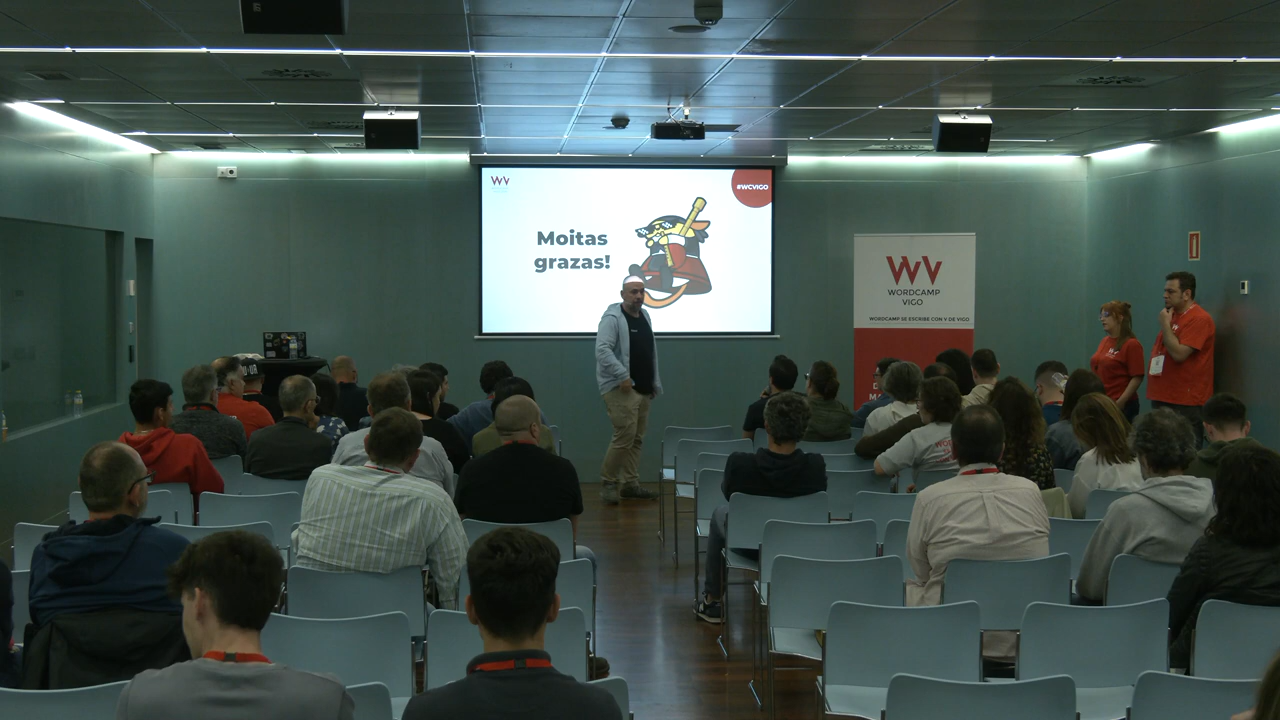 WV
#WCVIGO
Moitas
grazas!
WV
WORDCAMP
VIGO
WORDCAMP SE ESCRIBE CON V DE VIGO